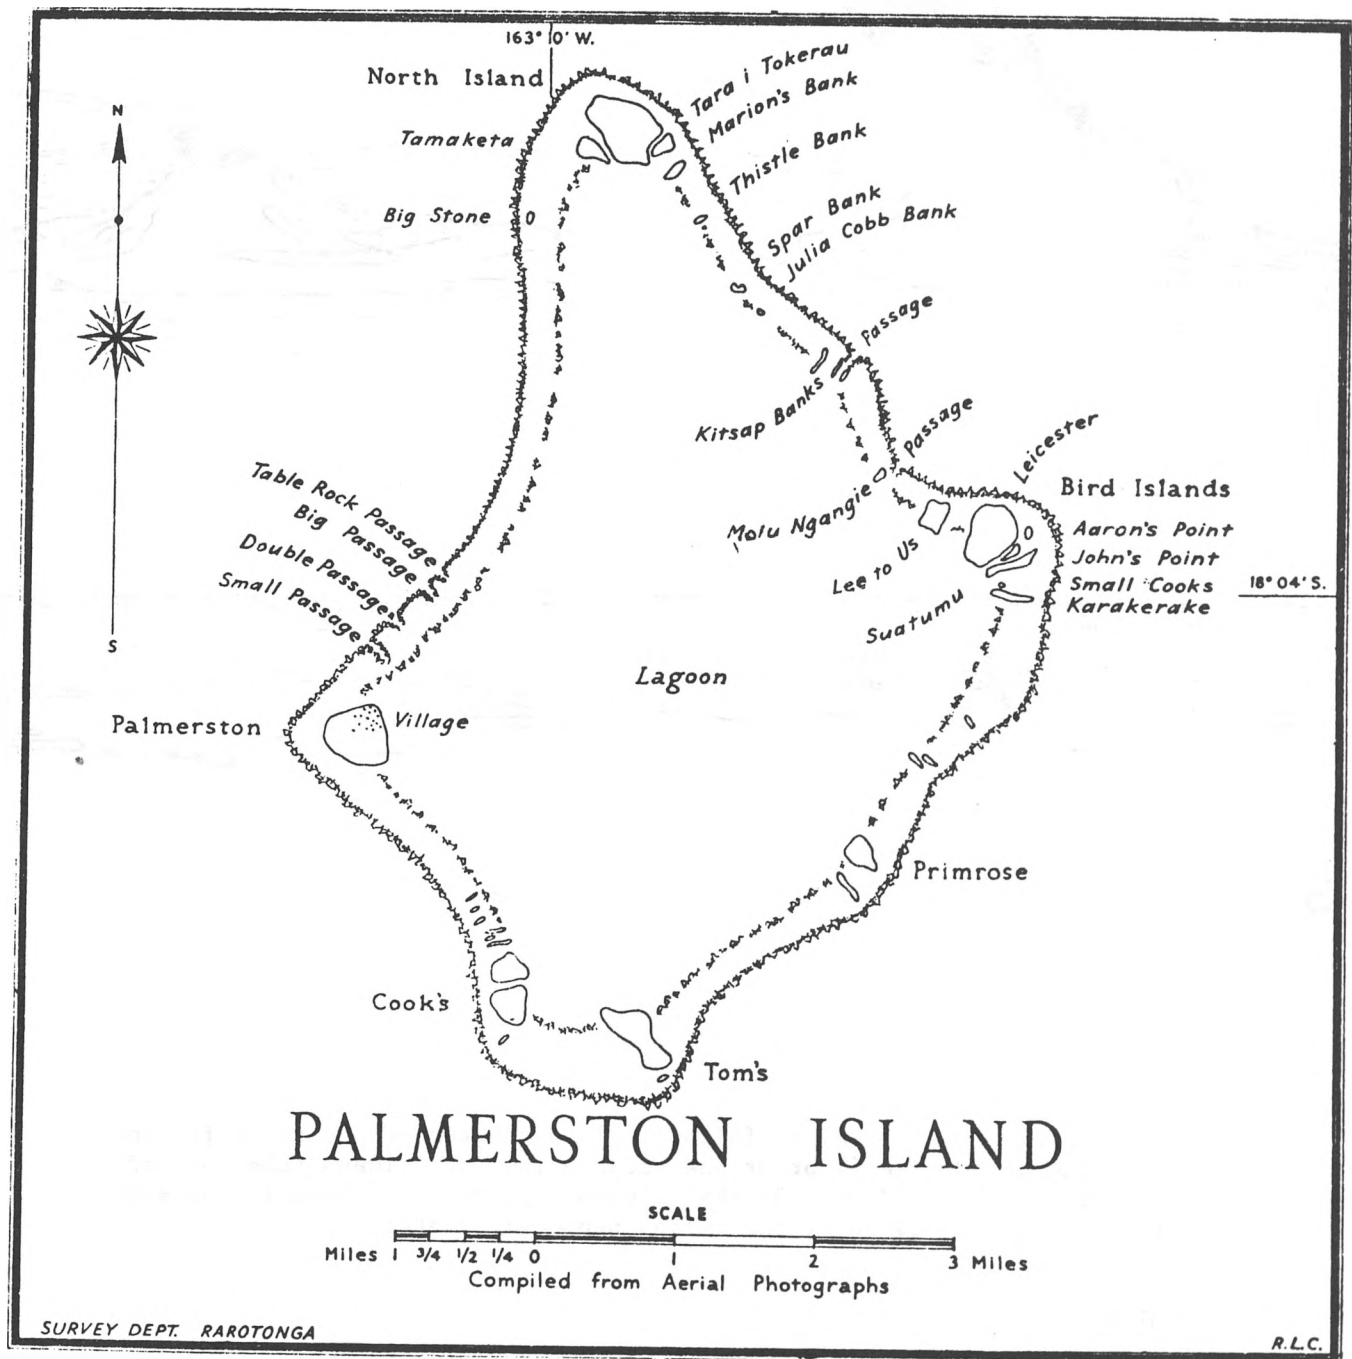 163° 10' W.
North Island
Tara i Tokerau
Marion's Bank
N
Tamaketa
Thistle Bank
Big Stone
Spar Bank
Julia Cobb Bank
Passage
Kitsap Banks
Passage
Leicester
Table Rock Passage
Big Passage
Double Passage
Small Passage
Bird Islands
Molu Ngangie
Aaron's Point
Lee to Us
John's Point
Small Cooks
18° 04' S.
Suatumu
Karakerake
S
Lagoon
Palmerston
Village
Primrose
Cook's
Tom's
PALMERSTON ISLAND
SCALE
Miles 1 3/4 1/2 1/4 0 1 2 3 Miles
Compiled from Aerial Photographs
SURVEY DEPT. RAROTONGA
R.L.C.